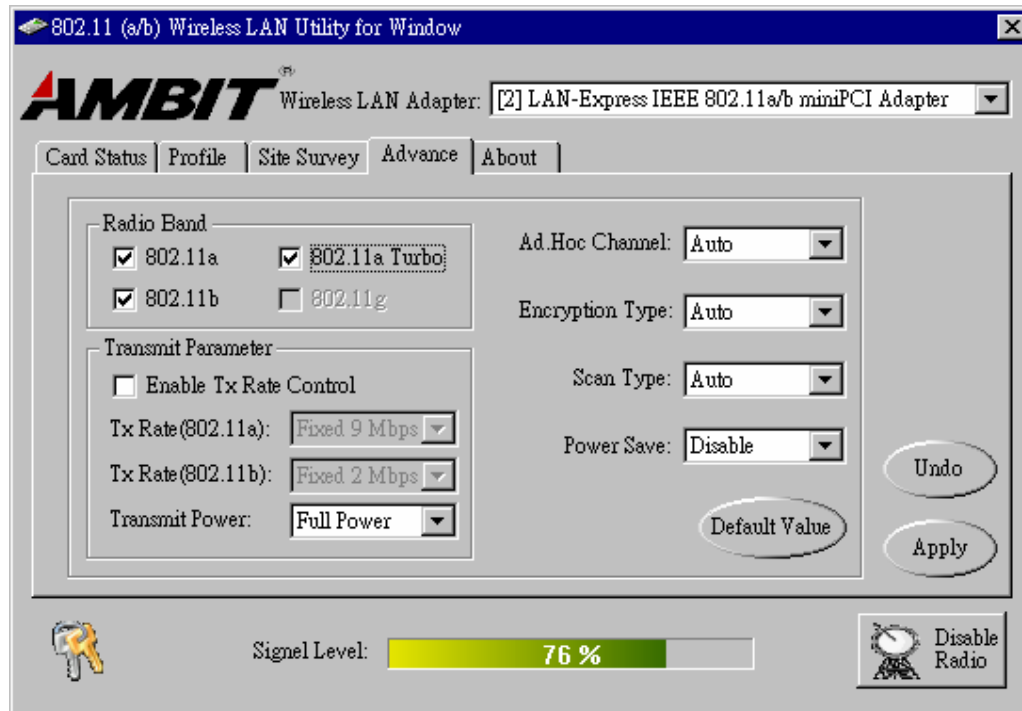 802.11 (a/b) Wireless LAN Utility for Window
AMBIT ®
Wireless LAN Adapter: [2] LAN-Express IEEE 802.11a/b miniPCI Adapter
Card Status Profile Site Survey Advance About
Radio Band
802.11a 802.11a Turbo
802.11b 802.11g
Transmit Parameter
Enable Tx Rate Control
Tx Rate(802.11a): Fixed 9 Mbps
Tx Rate(802.11b): Fixed 2 Mbps
Transmit Power: Full Power
Ad.Hoc Channel: Auto
Encryption Type: Auto
Scan Type: Auto
Power Save: Disable
Default Value
Undo
Apply
Signel Level: 76 %
Disable
Radio